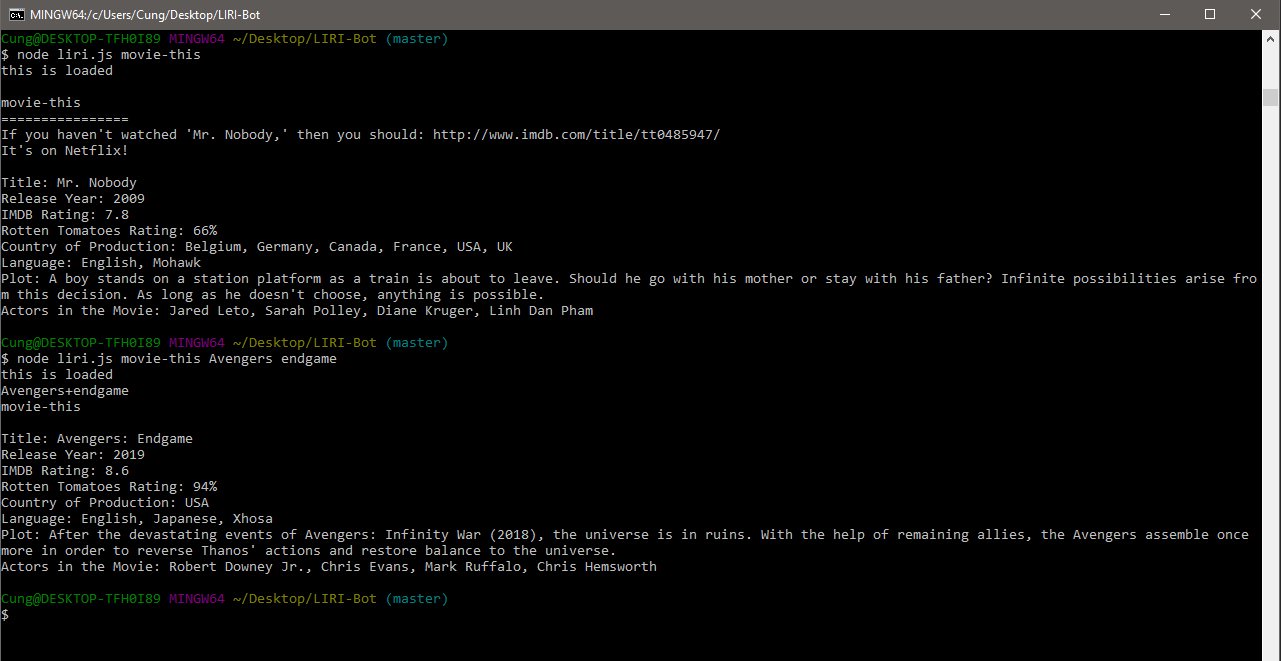 MINGW64:/c/Users/Cung/Desktop/LIRI-Bot
Cung@DESKTOP-TFH0I89 MINGW64 ~/Desktop/LIRI-Bot (master)
$ node liri.js movie-this
this is loaded
movie-this
================
If you haven't watched 'Mr. Nobody,' then you should: http://www.imdb.com/title/tt0485947/
It's on Netflix!
Title: Mr. Nobody
Release Year: 2009
IMDB Rating: 7.8
Rotten Tomatoes Rating: 66%
Country of Production: Belgium, Germany, Canada, France, USA, UK
Language: English, Mohawk
Plot: A boy stands on a station platform as a train is about to leave. Should he go with his mother or stay with his father? Infinite possibilities arise fro
m this decision. As long as he doesn't choose, anything is possible.
Actors in the Movie: Jared Leto, Sarah Polley, Diane Kruger, Linh Dan Pham
Cung@DESKTOP-TFH0I89 MINGW64 ~/Desktop/LIRI-Bot (master)
$ node liri.js movie-this Avengers endgame
this is loaded
Avengers+endgame
movie-this
Title: Avengers: Endgame
Release Year: 2019
IMDB Rating: 8.6
Rotten Tomatoes Rating: 94%
Country of Production: USA
Language: English, Japanese, Xhosa
Plot: After the devastating events of Avengers: Infinity War (2018), the universe is in ruins. With the help of remaining allies, the Avengers assemble once
more in order to reverse Thanos' actions and restore balance to the universe.
Actors in the Movie: Robert Downey Jr., Chris Evans, Mark Ruffalo, Chris Hemsworth
Cung@DESKTOP-TFH0I89 MINGW64 ~/Desktop/LIRI-Bot (master)
$